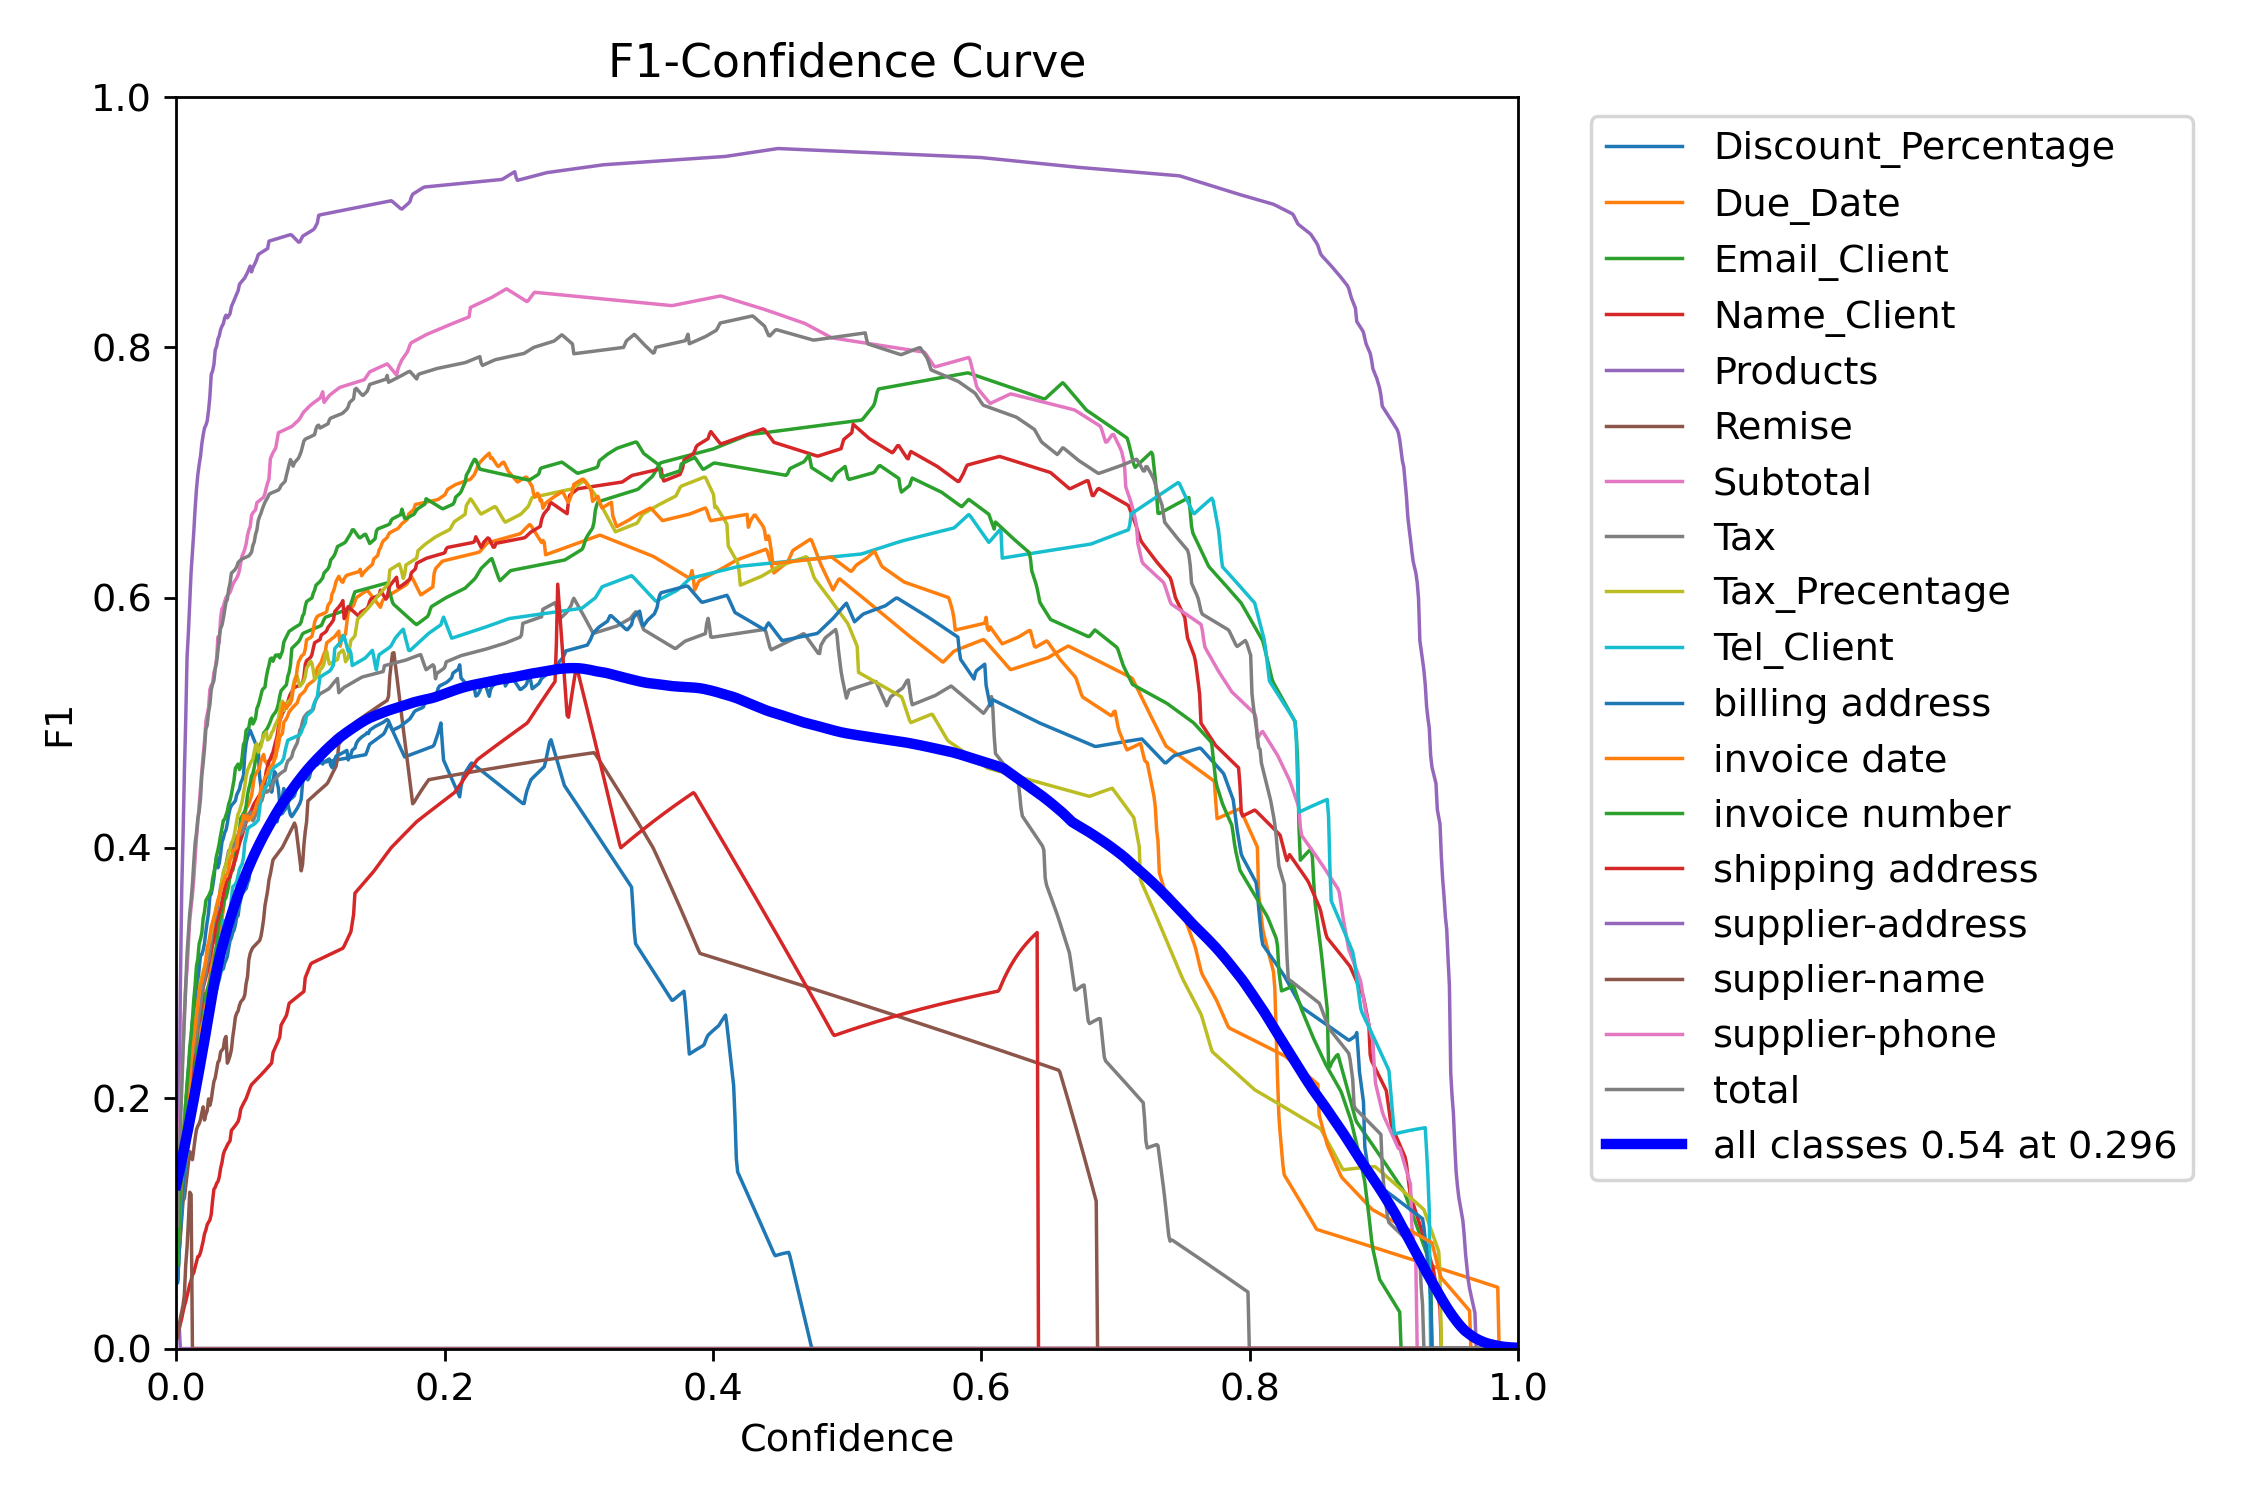 F1-Confidence Curve
1.0
0.8
0.6
0.4
0.2
0.0
F1
0.0 0.2 0.4 0.6 0.8 1.0
Confidence
Discount_Percentage
Due_Date
Email_Client
Name_Client
Products
Remise
Subtotal
Tax
Tax_Precentage
Tel_Client
billing address
invoice date
invoice number
shipping address
supplier-address
supplier-name
supplier-phone
total
all classes 0.54 at 0.296